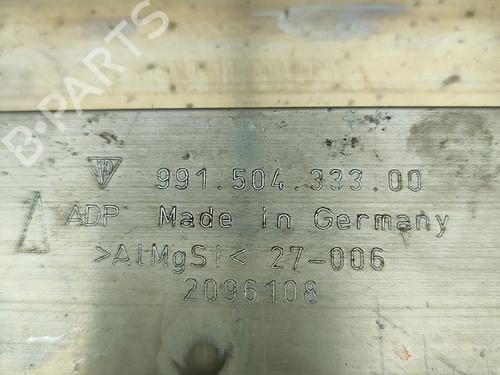 B-PARTS
991.504.333.00
ADP Made in Germany
>AlMgSi< 27-006
2096108